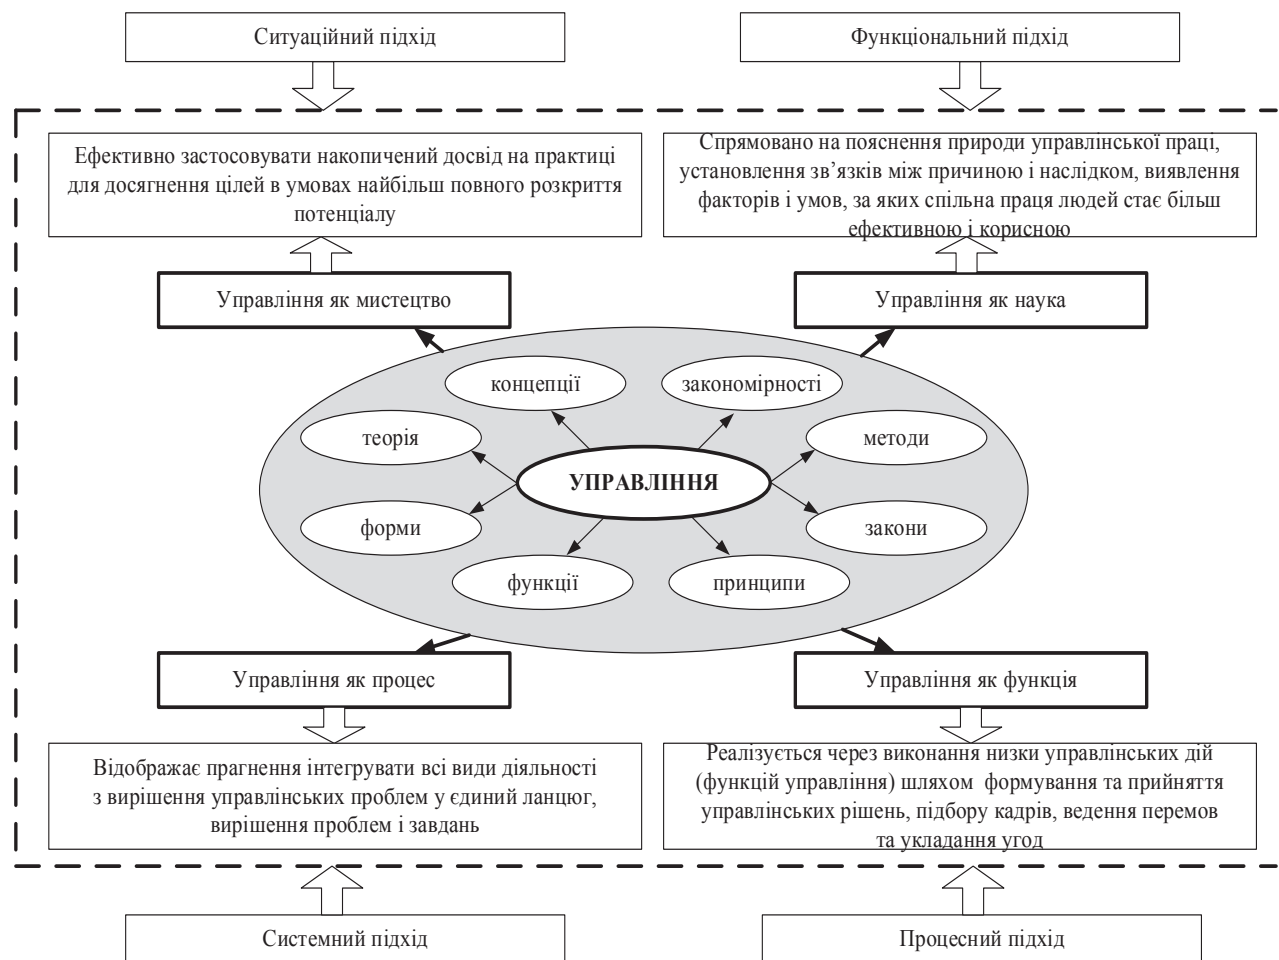 Ситуаційний підхід
Функціональний підхід
Ефективно застосовувати накопичений досвід на практиці
для досягнення цілей в умовах найбільш повного розкриття
потенціалу
Спрямовано на пояснення природи управлінської праці,
установлення зв’язків між причиною і наслідком, виявлення
факторів і умов, за яких спільна праця людей стає більш
ефективною і корисною
Управління як мистецтво
Управління як наука
концепції
закономірності
теорія
методи
УПРАВЛІННЯ
форми
закони
функції
принципи
Управління як процес
Управління як функція
Відображає прагнення інтегрувати всі види діяльності
з вирішення управлінських проблем у єдиний ланцюг,
вирішення проблем і завдань
Реалізується через виконання низки управлінських дій
(функцій управління) шляхом формування та прийняття
управлінських рішень, підбору кадрів, ведення перемов
та укладання угод
Системний підхід
Процесний підхід